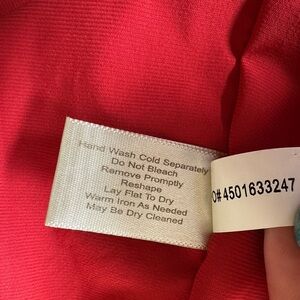 Hand Wash Cold Separately
Do Not Bleach
Remove Promptly
Reshape
Lay Flat To Dry
Warm Iron As Needed
May Be Dry Cleaned
O# 4501633247